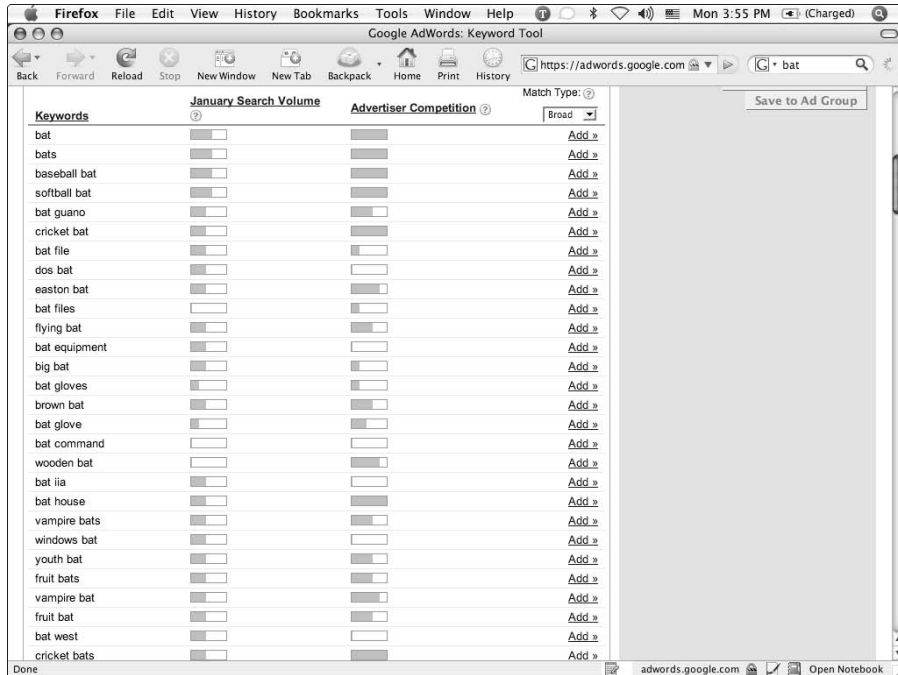 Firefox File Edit View History Bookmarks Tools Window Help Mon 3:55 PM (Charged)
Google AdWords: Keyword Tool
Back Forward Reload Stop New Window New Tab Backpack Home Print History https://adwords.google.com bat
Keywords January Search Volume ? Advertiser Competition ? Match Type: ? Broad Save to Ad Group
bat Add »
bats Add »
baseball bat Add »
softball bat Add »
bat guano Add »
cricket bat Add »
bat file Add »
dos bat Add »
easton bat Add »
bat files Add »
flying bat Add »
bat equipment Add »
big bat Add »
bat gloves Add »
brown bat Add »
bat glove Add »
bat command Add »
wooden bat Add »
bat iia Add »
bat house Add »
vampire bats Add »
windows bat Add »
youth bat Add »
fruit bats Add »
vampire bat Add »
fruit bat Add »
bat west Add »
cricket bats Add »
Done adwords.google.com Open Notebook